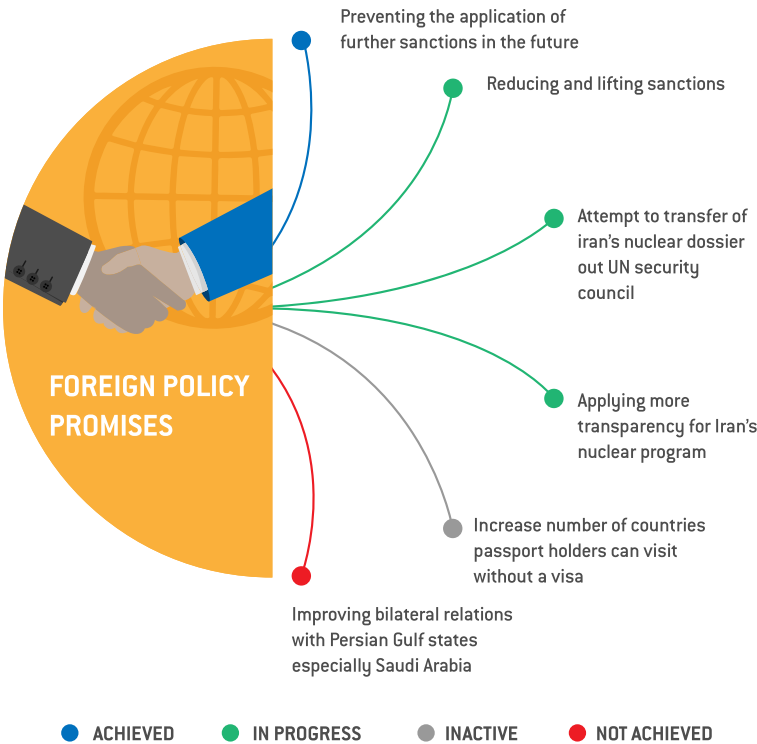 Preventing the application of
further sanctions in the future
Reducing and lifting sanctions
Attempt to transfer of
iran's nuclear dossier
out UN security
council
FOREIGN POLICY
PROMISES
Applying more
transparency for Iran's
nuclear program
Increase number of countries
passport holders can visit
without a visa
Improving bilateral relations
with Persian Gulf states
especially Saudi Arabia
ACHIEVED
IN PROGRESS
INACTIVE
NOT ACHIEVED